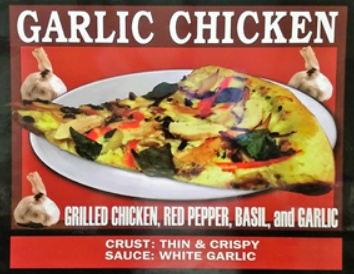 GARLIC CHICKEN
GRILLED CHICKEN, RED PEPPER, BASIL, and GARLIC
CRUST: THIN & CRISPY
SAUCE: WHITE GARLIC